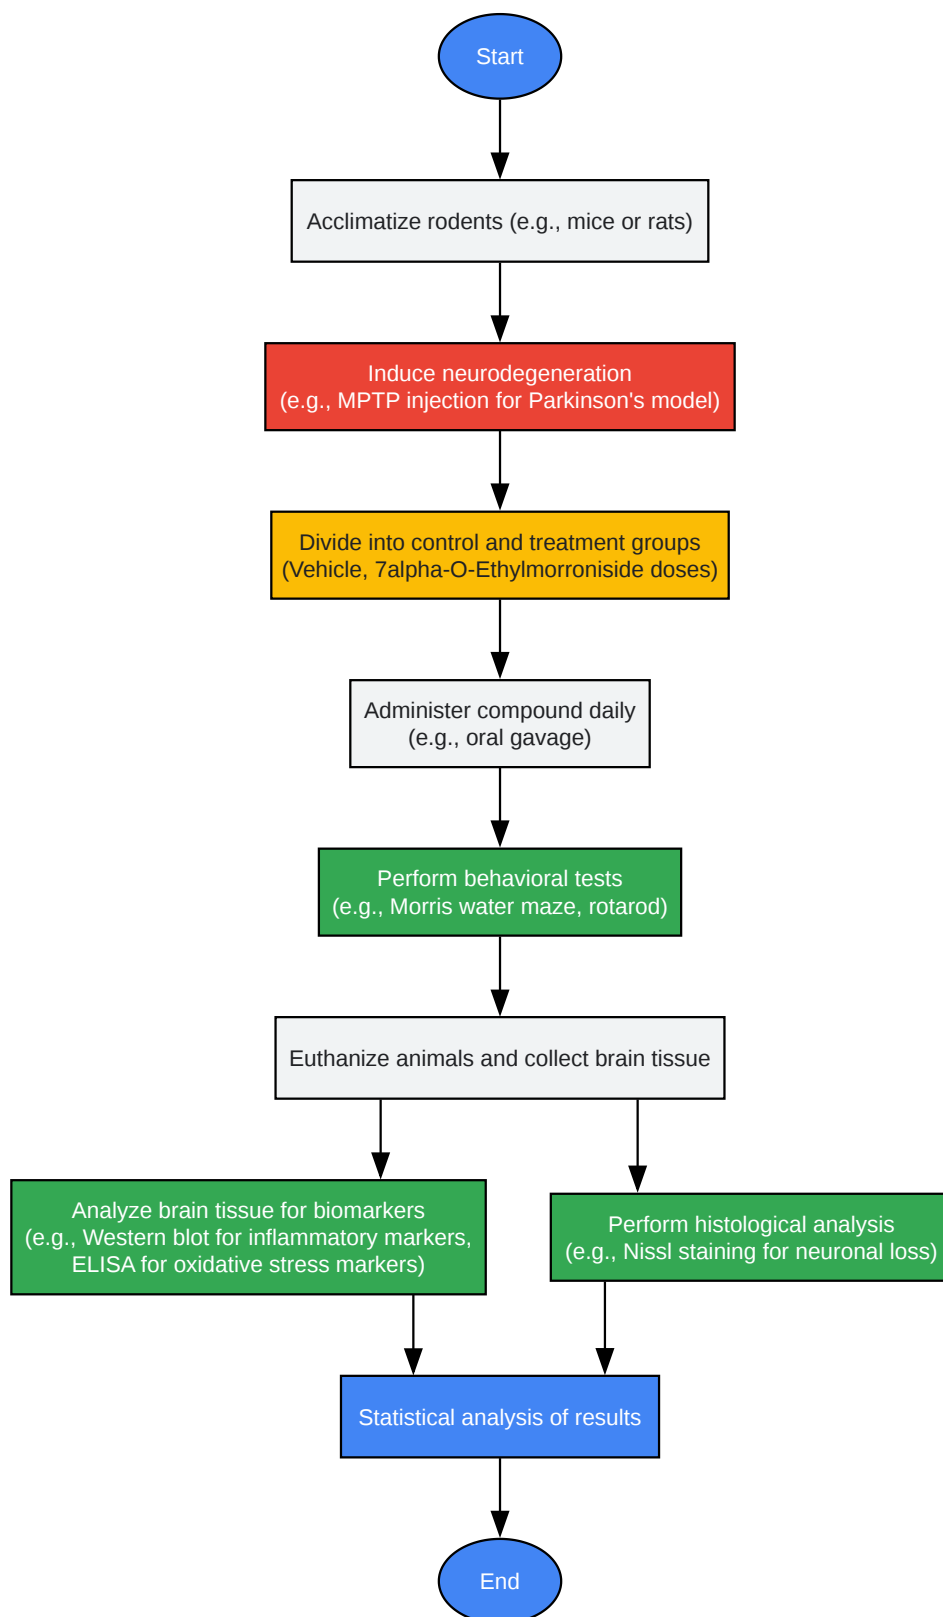 Start
Acclimatize rodents (e.g., mice or rats)
Induce neurodegeneration
(e.g., MPTP injection for Parkinson's model)
Divide into control and treatment groups
(Vehicle, 7alpha-O-Ethylmorroniside doses)
Administer compound daily
(e.g., oral gavage)
Perform behavioral tests
(e.g., Morris water maze, rotarod)
Euthanize animals and collect brain tissue
Analyze brain tissue for biomarkers
(e.g., Western blot for inflammatory markers,
ELISA for oxidative stress markers)
Perform histological analysis
(e.g., Nissl staining for neuronal loss)
Statistical analysis of results
End